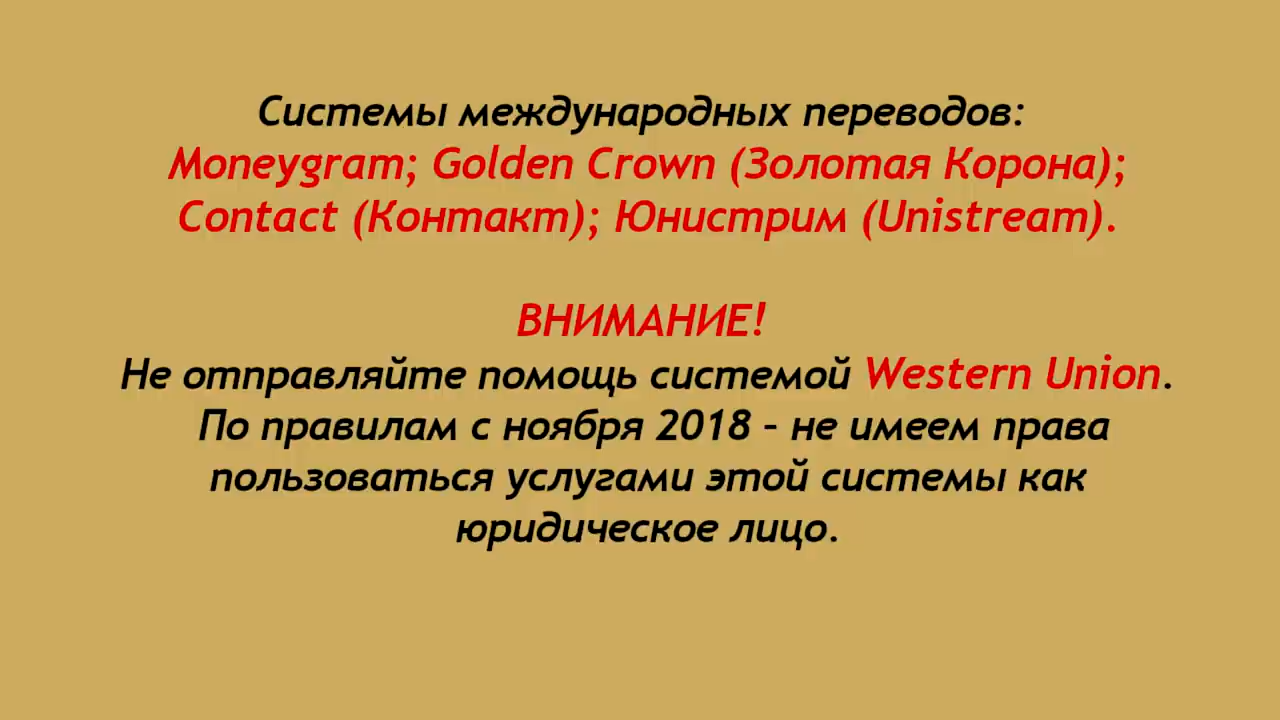 Системы международных переводов:
Moneygram; Golden Crown (Золотая Корона);
Contact (Контакт); Юнистрим (Unistream).
ВНИМАНИЕ!
Не отправляйте помощь системой Western Union.
По правилам с ноября 2018 – не имеем права
пользоваться услугами этой системы как
юридическое лицо.